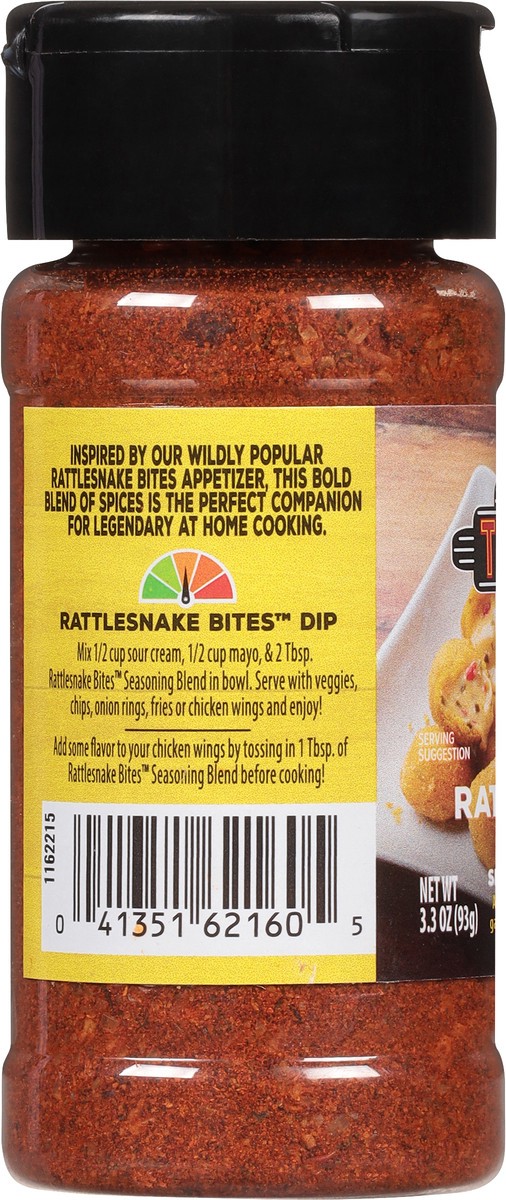 INSPIRED BY OUR WILDLY POPULAR
RATTLESNAKE BITES APPETIZER, THIS BOLD
BLEND OF SPICES IS THE PERFECT COMPANION
FOR LEGENDARY AT HOME COOKING.
RATTLESNAKE BITES™ DIP
Mix 1/2 cup sour cream, 1/2 cup mayo, & 2 Tbsp.
Rattlesnake Bites™ Seasoning Blend in bowl. Serve with veggies,
chips, onion rings, fries or chicken wings and enjoy!
Add some flavor to your chicken wings by tossing in 1 Tbsp. of
Rattlesnake Bites™ Seasoning Blend before cooking!
1162215
0 41351 62160 5
SERVING
SUGGESTION
RAT
NET WT
3.3 OZ (93g)